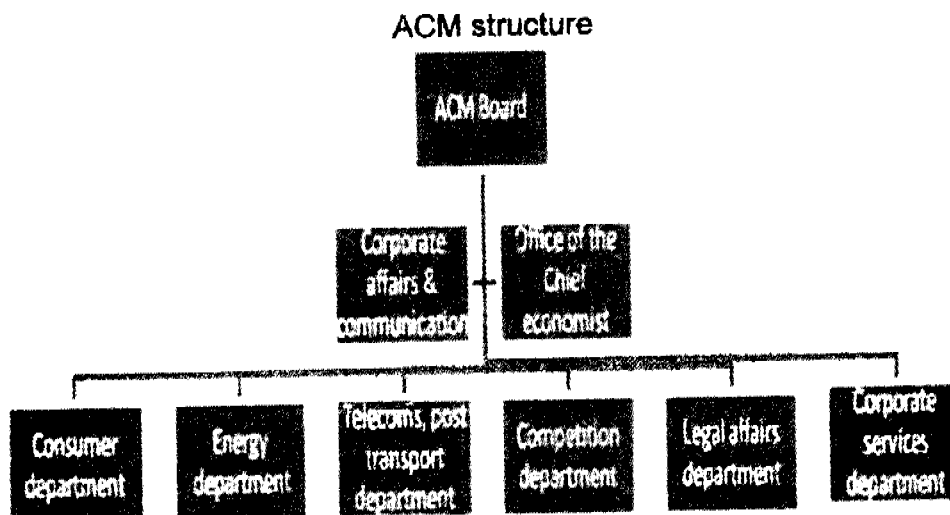 ACM structure
ACM Board
Corporate
affairs &
communication
Office of the
Chief
economist
Consumer
department
Energy
department
Telecoms, post
transport
department
Competition
department
Legal affairs
department
Corporate
services
department